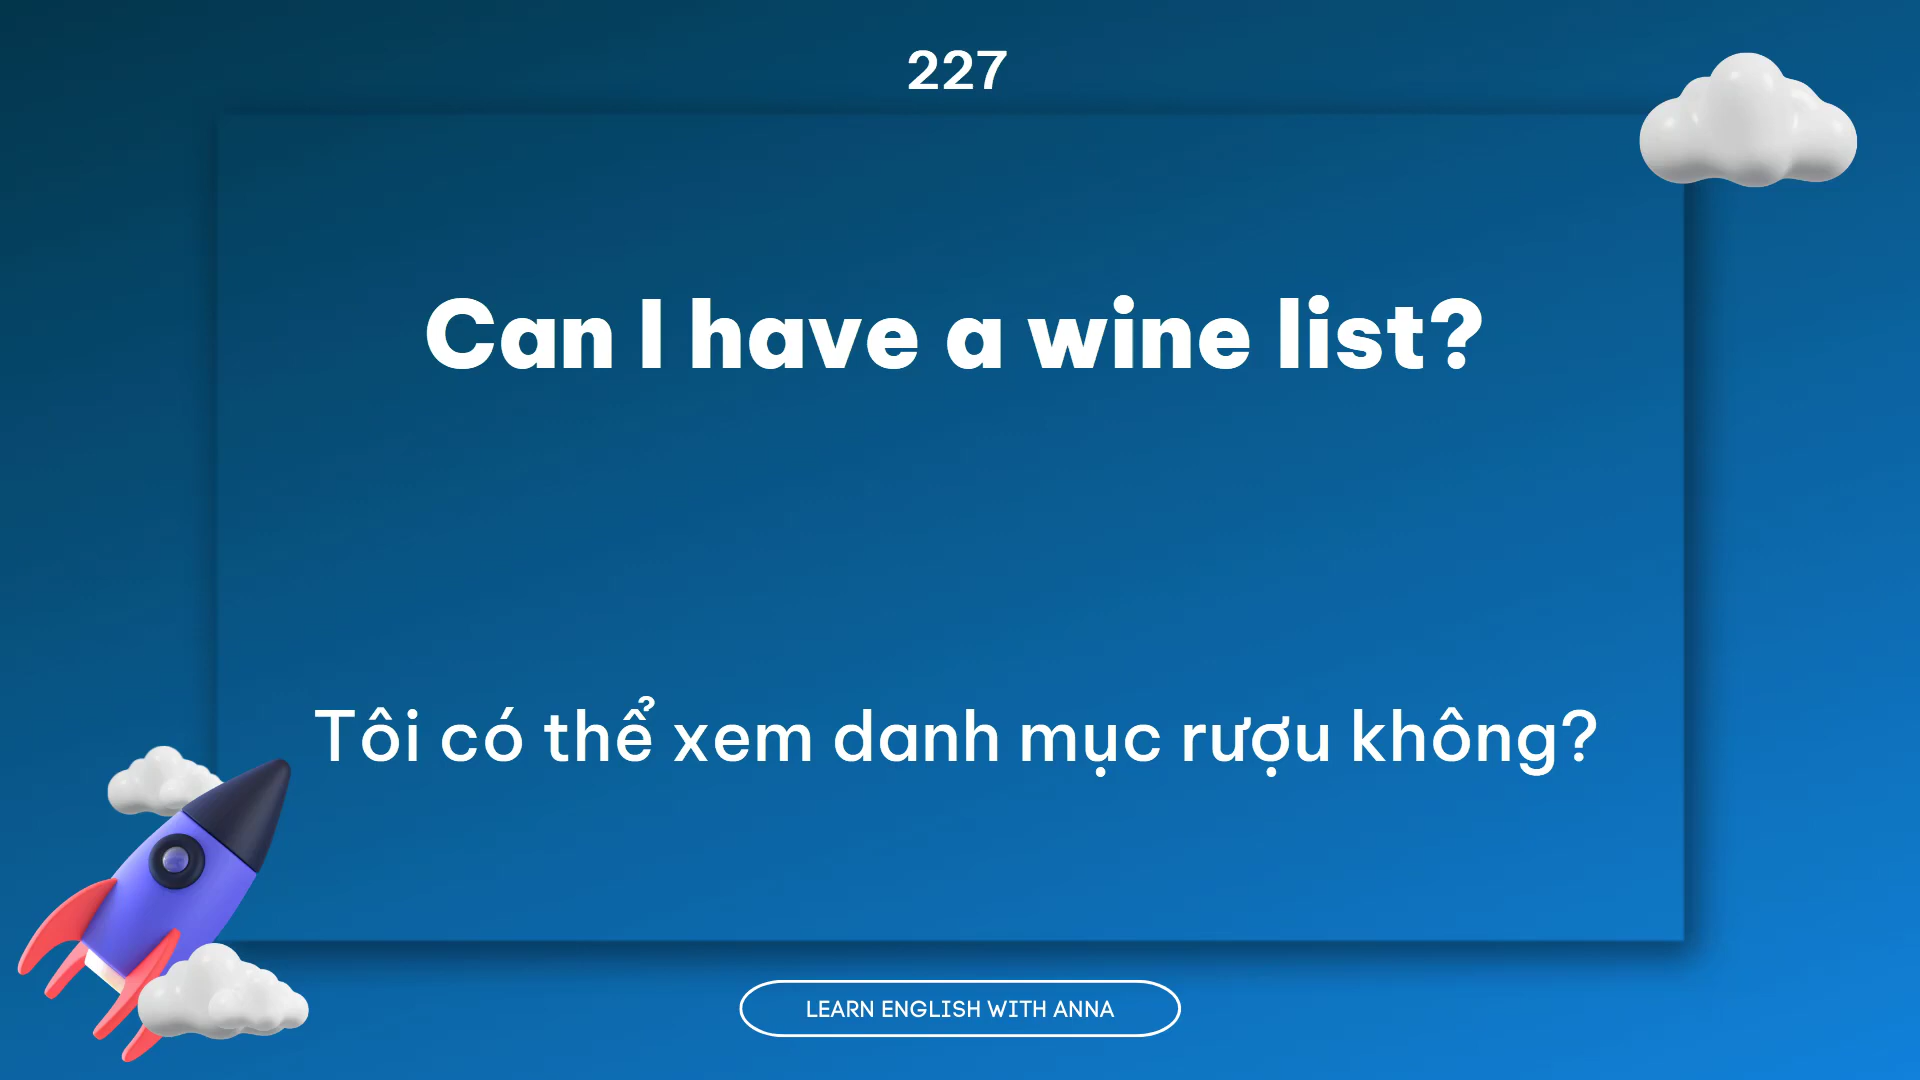 227
Can I have a wine list?
Tôi có thể xem danh mục rượu không?
LEARN ENGLISH WITH ANNA